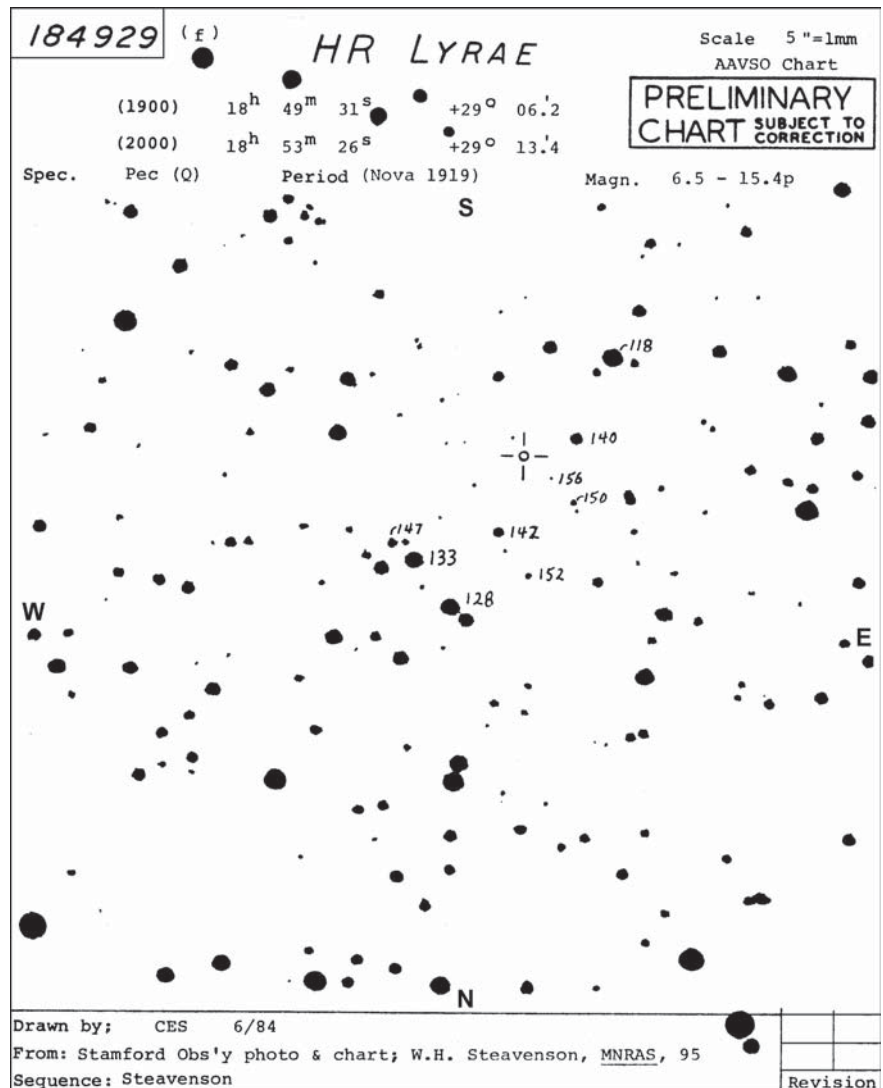 184929 (f) HR LYRAE Scale 5"=1mm
AAVSO Chart
(1900) 18h 49m 31s +29° 06.'2
(2000) 18h 53m 26s +29° 13.'4
PRELIMINARY
CHART SUBJECT TO CORRECTION
Spec. Pec (Q) Period (Nova 1919) Magn. 6.5 - 15.4p
S
118
140
156
150
147
142
133
152
128
W
E
N
Drawn by; CES 6/84
From: Stamford Obs'y photo & chart; W.H. Steavenson, MNRAS, 95
Sequence: Steavenson
Revision